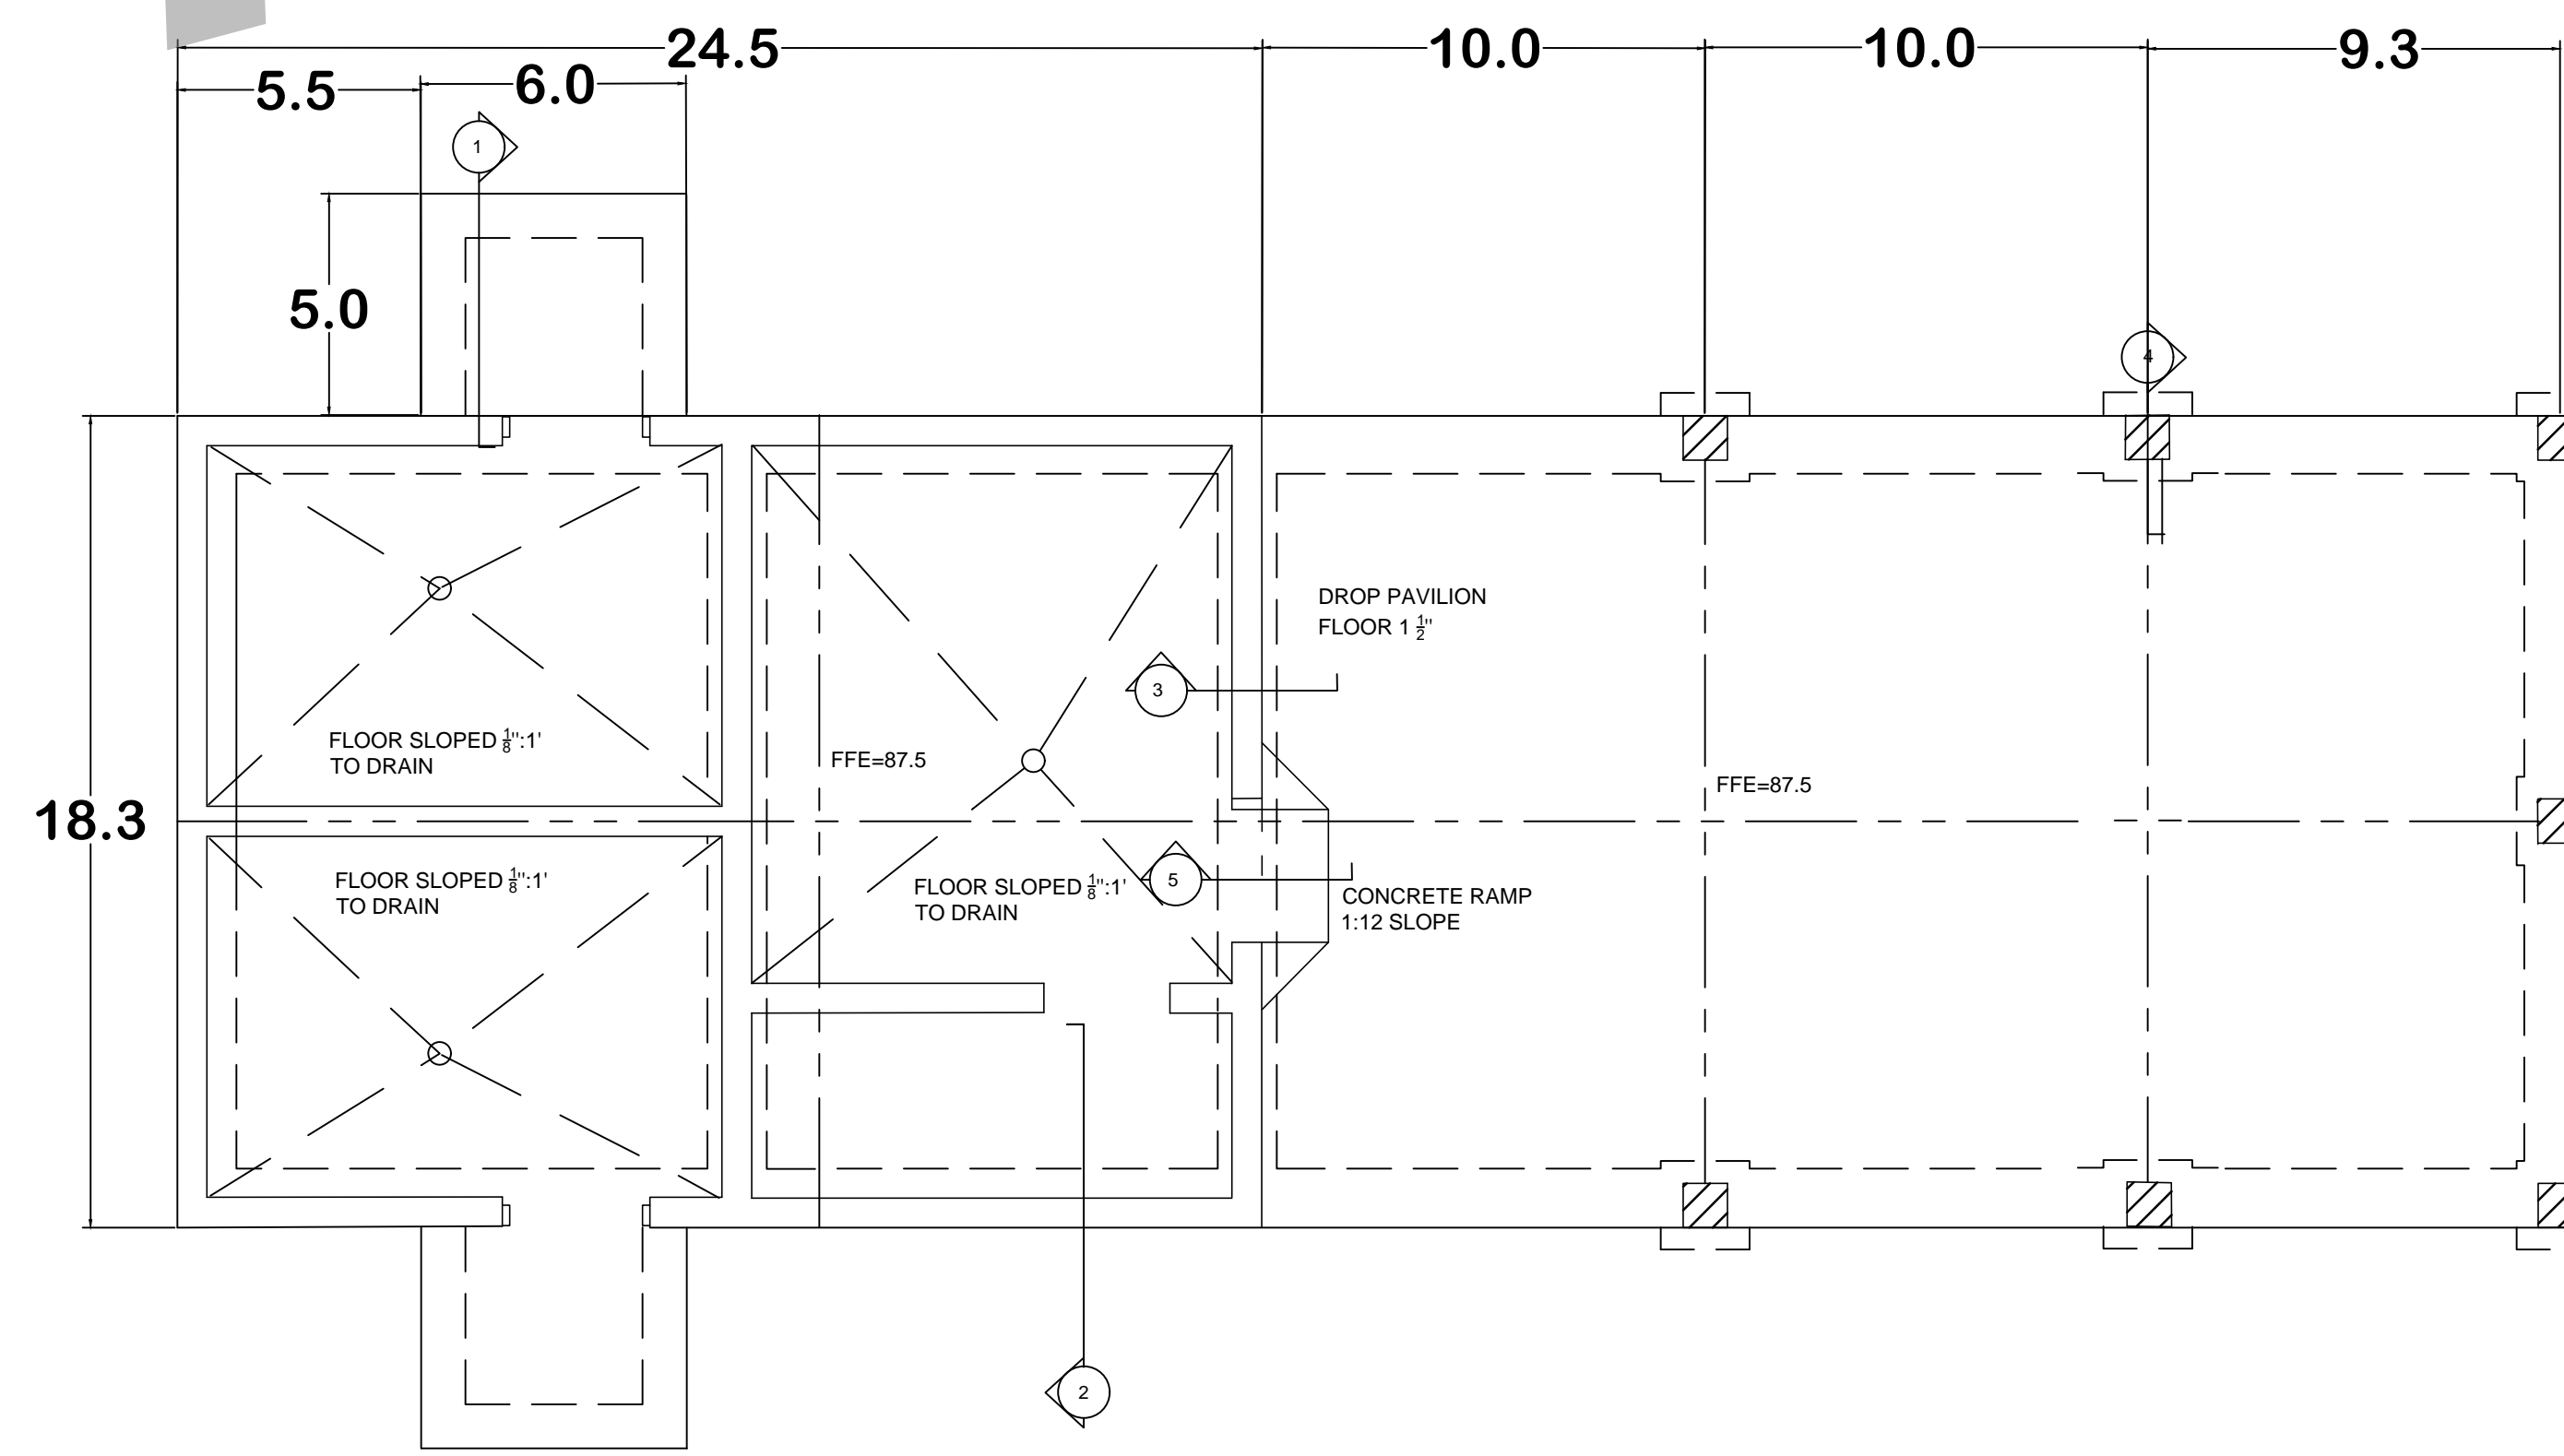 24.5
10.0
10.0
9.3
5.5
6.0
1
5.0
4
DROP PAVILION
FLOOR 1 1/2"
3
FLOOR SLOPED 1/8":1'
TO DRAIN
FFE=87.5
FFE=87.5
18.3
FLOOR SLOPED 1/8":1'
TO DRAIN
FLOOR SLOPED 1/8":1'
TO DRAIN
5
CONCRETE RAMP
1:12 SLOPE
2